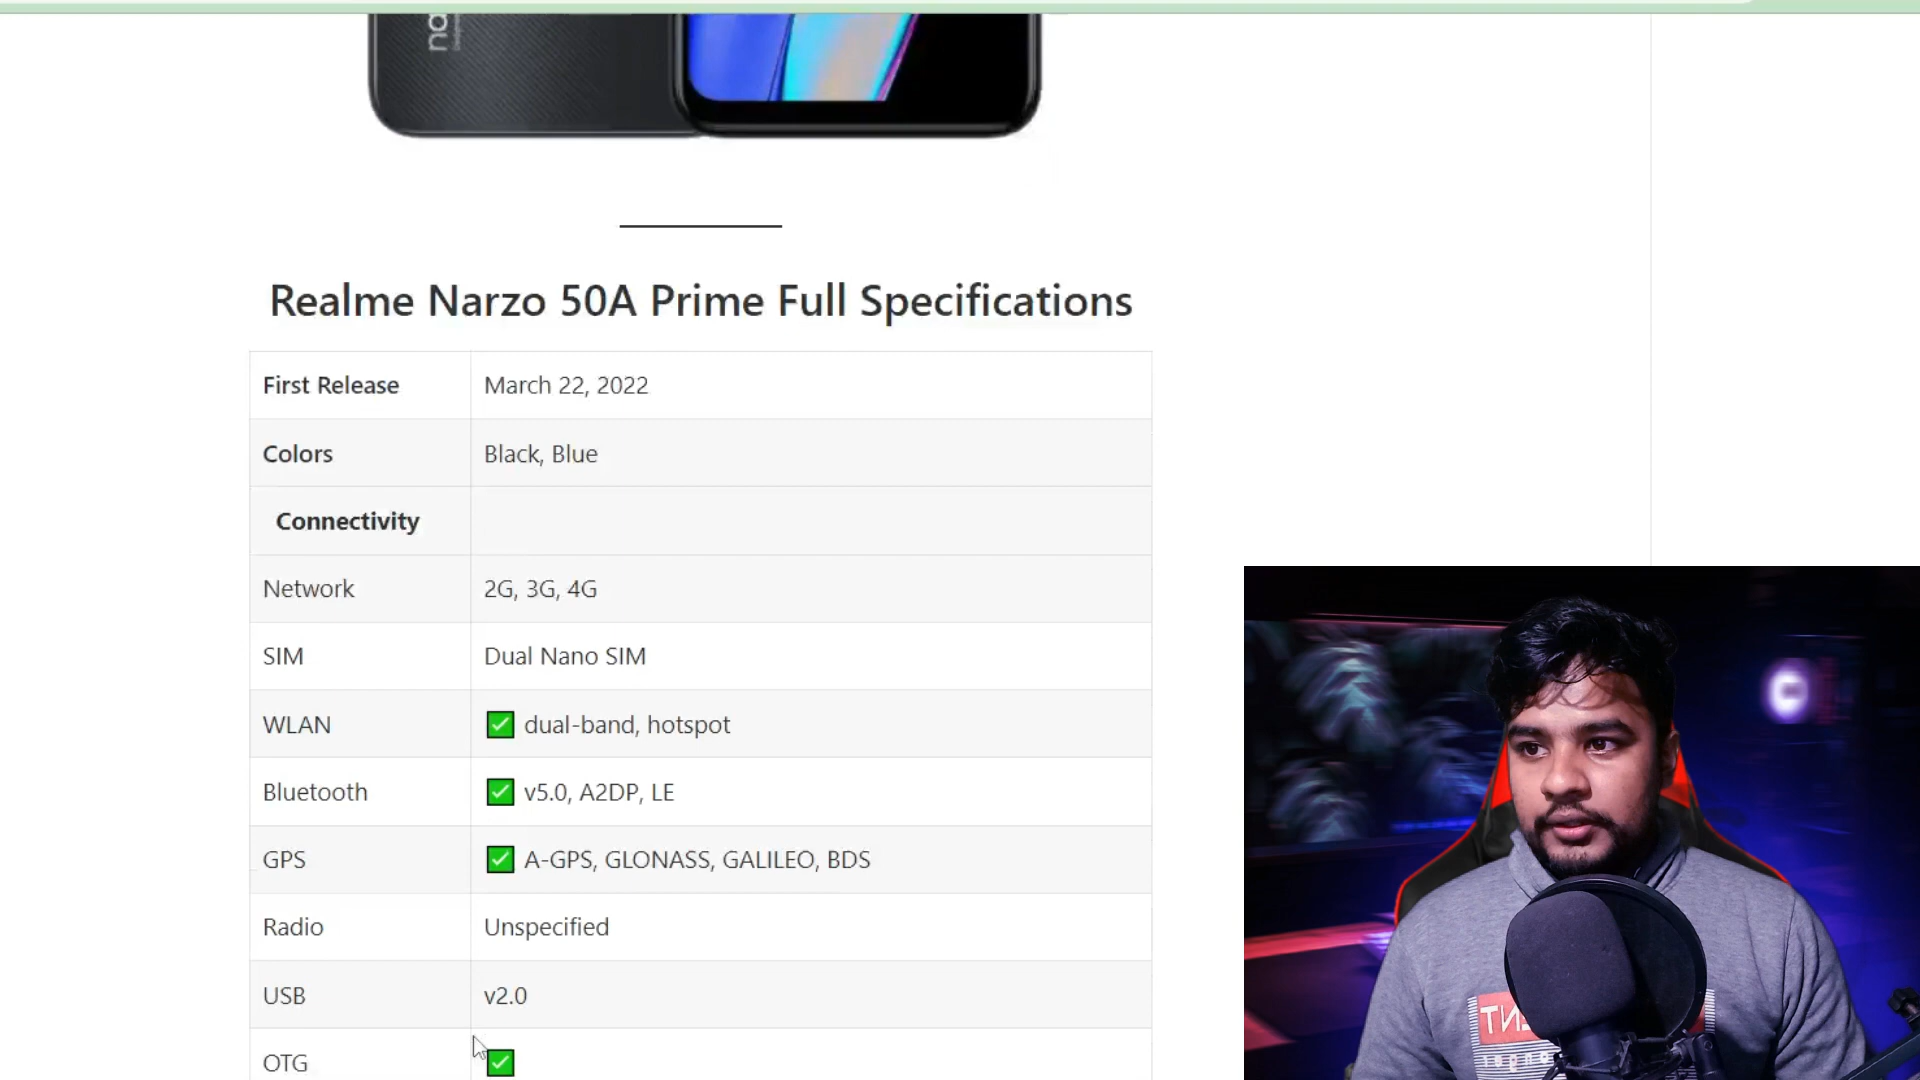 Realme Narzo 50A Prime Full Specifications
First Release March 22, 2022
Colors Black, Blue
Connectivity
Network 2G, 3G, 4G
SIM Dual Nano SIM
WLAN ✅ dual-band, hotspot
Bluetooth ✅ v5.0, A2DP, LE
GPS ✅ A-GPS, GLONASS, GALILEO, BDS
Radio Unspecified
USB v2.0
OTG ✅